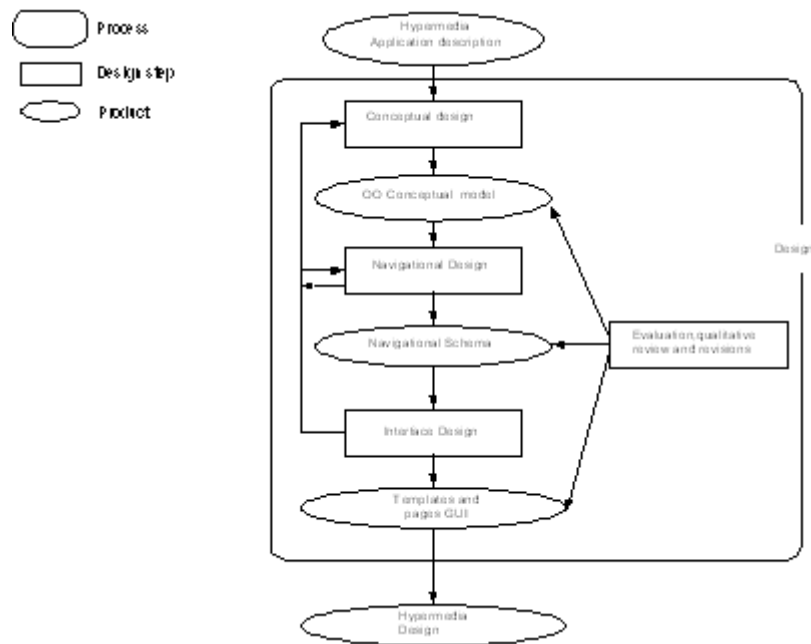 Process
Design step
Product
Hypermedia
Application description
Conceptual design
OO Conceptual model
Design
Navigational Design
Evaluation,qualitative
review and revisions
Navigational Schema
Interface Design
Templates and
pages GUI
Hypermedia
Design